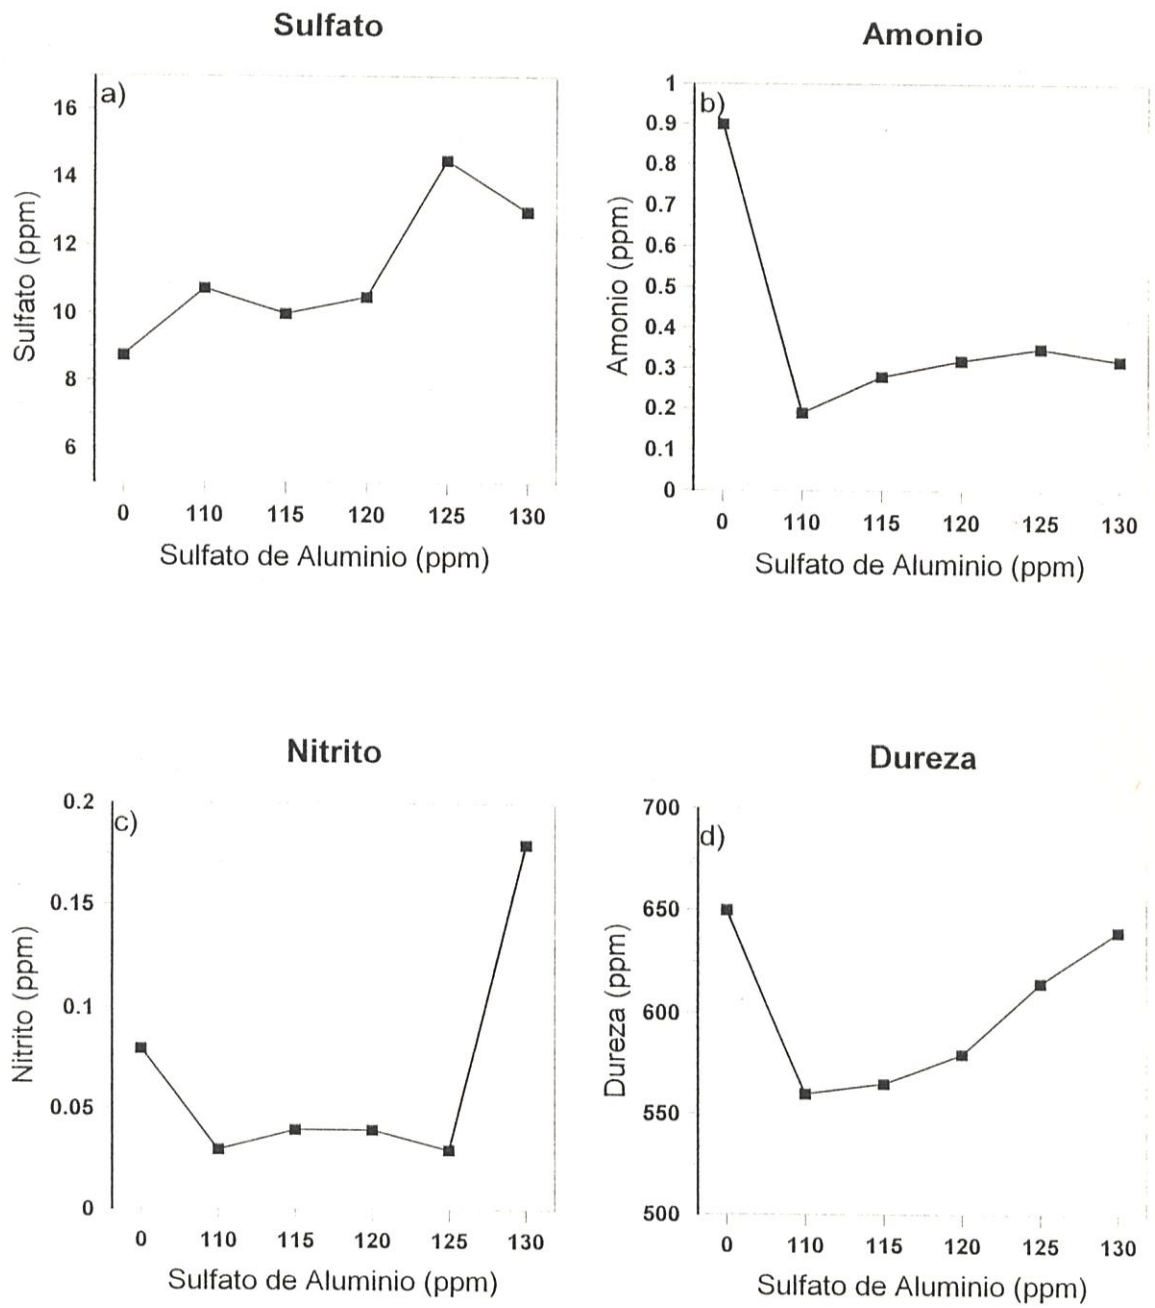 Sulfato
a)
16
14
12
10
8
6
Sulfato (ppm)
0 110 115 120 125 130
Sulfato de Aluminio (ppm)
Amonio
b)
1
0.9
0.8
0.7
0.6
0.5
0.4
0.3
0.2
0.1
0
Amonio (ppm)
0 110 115 120 125 130
Sulfato de Aluminio (ppm)
Nitrito
c)
0.2
0.15
0.1
0.05
0
Nitrito (ppm)
0 110 115 120 125 130
Sulfato de Aluminio (ppm)
Dureza
d)
700
650
600
550
500
Dureza (ppm)
0 110 115 120 125 130
Sulfato de Aluminio (ppm)